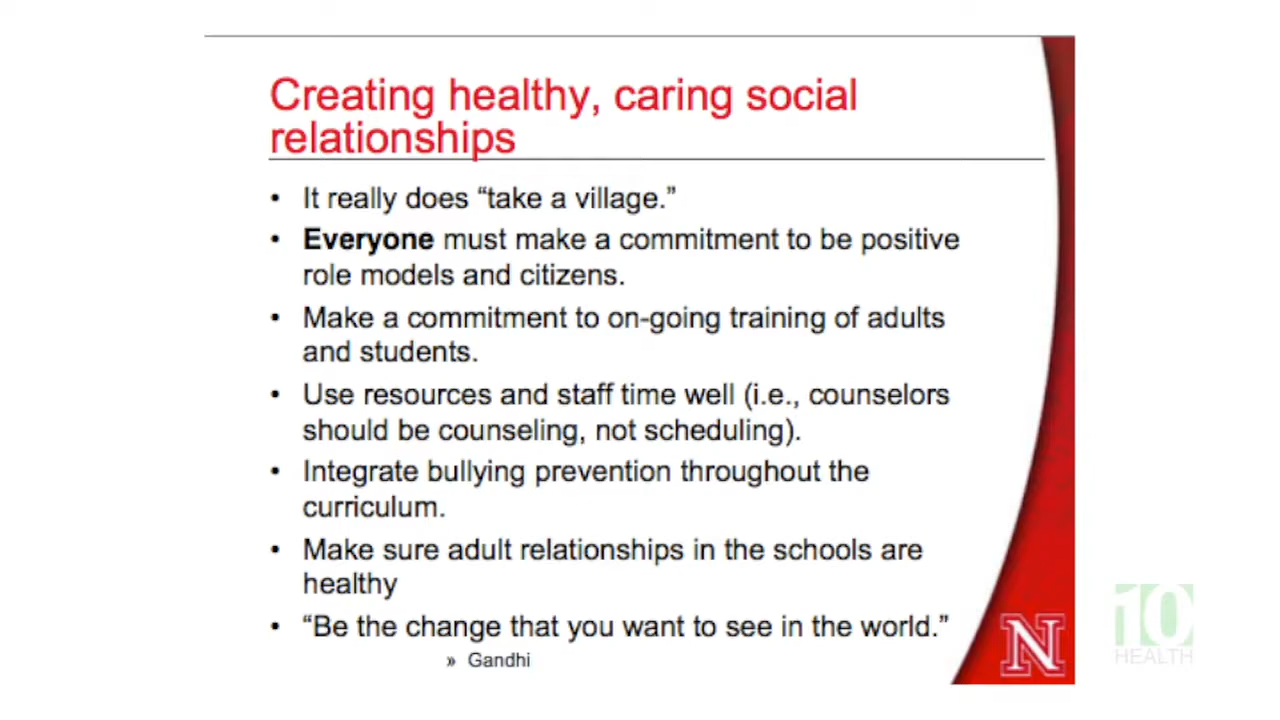 Creating healthy, caring social
relationships
• It really does “take a village.”
• Everyone must make a commitment to be positive
role models and citizens.
• Make a commitment to on-going training of adults
and students.
• Use resources and staff time well (i.e., counselors
should be counseling, not scheduling).
• Integrate bullying prevention throughout the
curriculum.
• Make sure adult relationships in the schools are
healthy
• “Be the change that you want to see in the world.”
» Gandhi
N
10
HEALTH